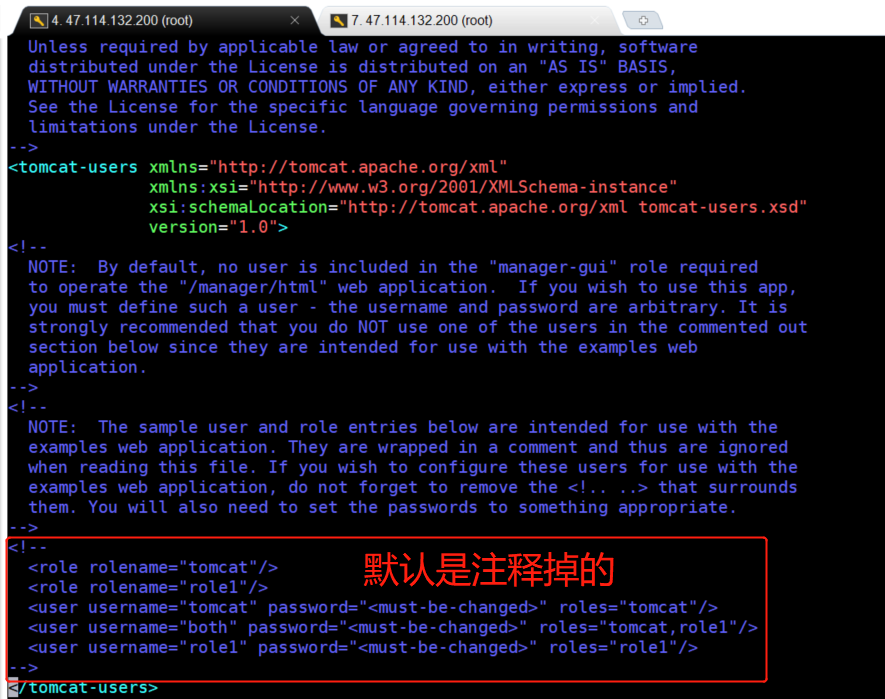 4. 47.114.132.200 (root)
7. 47.114.132.200 (root)
Unless required by applicable law or agreed to in writing, software
distributed under the License is distributed on an "AS IS" BASIS,
WITHOUT WARRANTIES OR CONDITIONS OF ANY KIND, either express or implied.
See the License for the specific language governing permissions and
limitations under the License.
-->
<tomcat-users xmlns="http://tomcat.apache.org/xml"
xmlns:xsi="http://www.w3.org/2001/XMLSchema-instance"
xsi:schemaLocation="http://tomcat.apache.org/xml tomcat-users.xsd"
version="1.0">
<!--
NOTE:  By default, no user is included in the "manager-gui" role required
to operate the "/manager/html" web application.  If you wish to use this app,
you must define such a user - the username and password are arbitrary. It is
strongly recommended that you do NOT use one of the users in the commented out
section below since they are intended for use with the examples web
application.
-->
<!--
NOTE:  The sample user and role entries below are intended for use with the
examples web application. They are wrapped in a comment and thus are ignored
when reading this file. If you wish to configure these users for use with the
examples web application, do not forget to remove the <!.. ..> that surrounds
them. You will also need to set the passwords to something appropriate.
-->
<!--
默认是注释掉的
<role rolename="tomcat"/>
<role rolename="role1"/>
<user username="tomcat" password="<must-be-changed>" roles="tomcat"/>
<user username="both" password="<must-be-changed>" roles="tomcat,role1"/>
<user username="role1" password="<must-be-changed>" roles="role1"/>
-->
</tomcat-users>